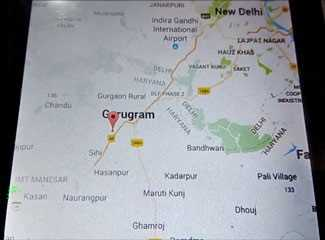 JANAKPURI
New Delhi
Indira Gandhi
International
Airport
LAJPAT NAGAR
HAUZ KHAS
VASANT KUNJ
SAKET
DELHI
HARYANA
Chandu
Gurgaon Rural
DLF PHASE 2
DELHI
HARYANA
Gurugram
DELHI
HARYANA
Sihi
Bandhwari
Fa
IMT MANESAR
Hasanpur
Kadarpur
Pali Village
133
Kasan
Naurangpur
Maruti Kunj
Dhouj
Ghamroj